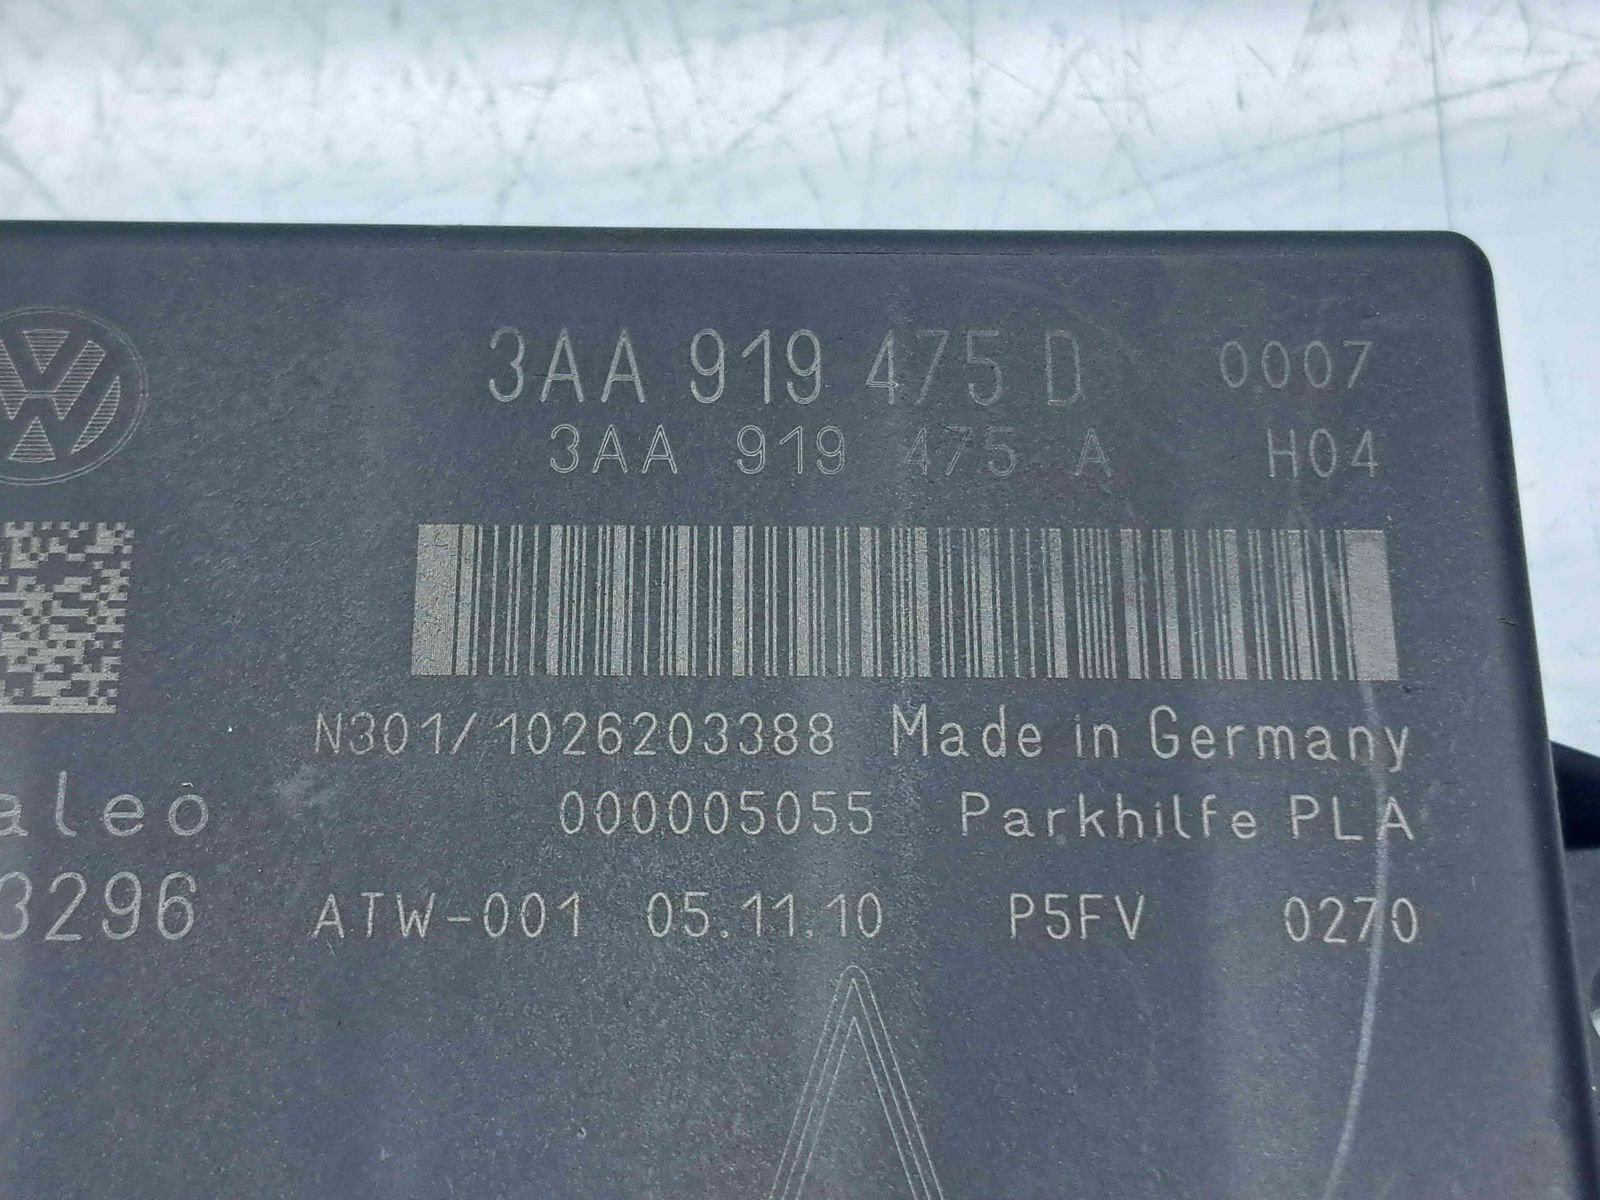 3AA 919 475 D 0007
3AA 919 475 A H04
N301/1026203388 Made in Germany
aleo 000005055 Parkhilfe PLA
3296 ATW-001 05.11.10 P5FV 0270